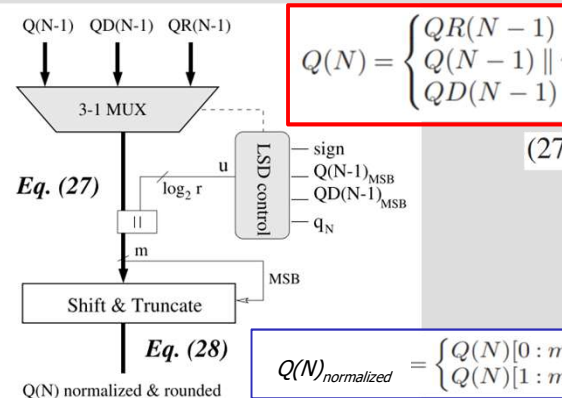 Q(N-1) QD(N-1) QR(N-1)
3-1 MUX
Eq. (27)
u
log₂ r
||
LSD control
sign
Q(N-1)MSB
QD(N-1)MSB
q_N
m
MSB
Shift & Truncate
Eq. (28)
Q(N) normalized & rounded
Q(N) = { QR(N − 1)
Q(N − 1) ||
QD(N − 1)
(27
Q(N)normalized = { Q(N)[0 : m
Q(N)[1 : m